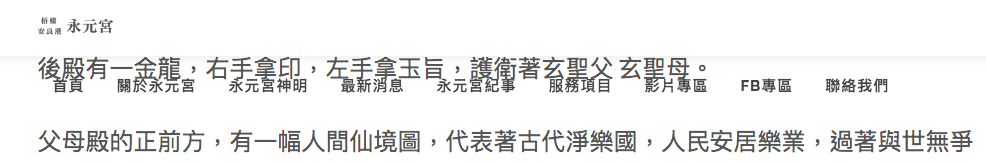 梧棲
安良港
永元宮
後殿有一金龍，右手拿印，左手拿玉旨，護衛著玄聖父 玄聖母。
首頁 關於永元宮 永元宮神明 最新消息 永元宮紀事 服務項目 影片專區 FB專區 聯絡我們
父母殿的正前方，有一幅人間仙境圖，代表著古代淨樂國，人民安居樂業，過著與世無爭